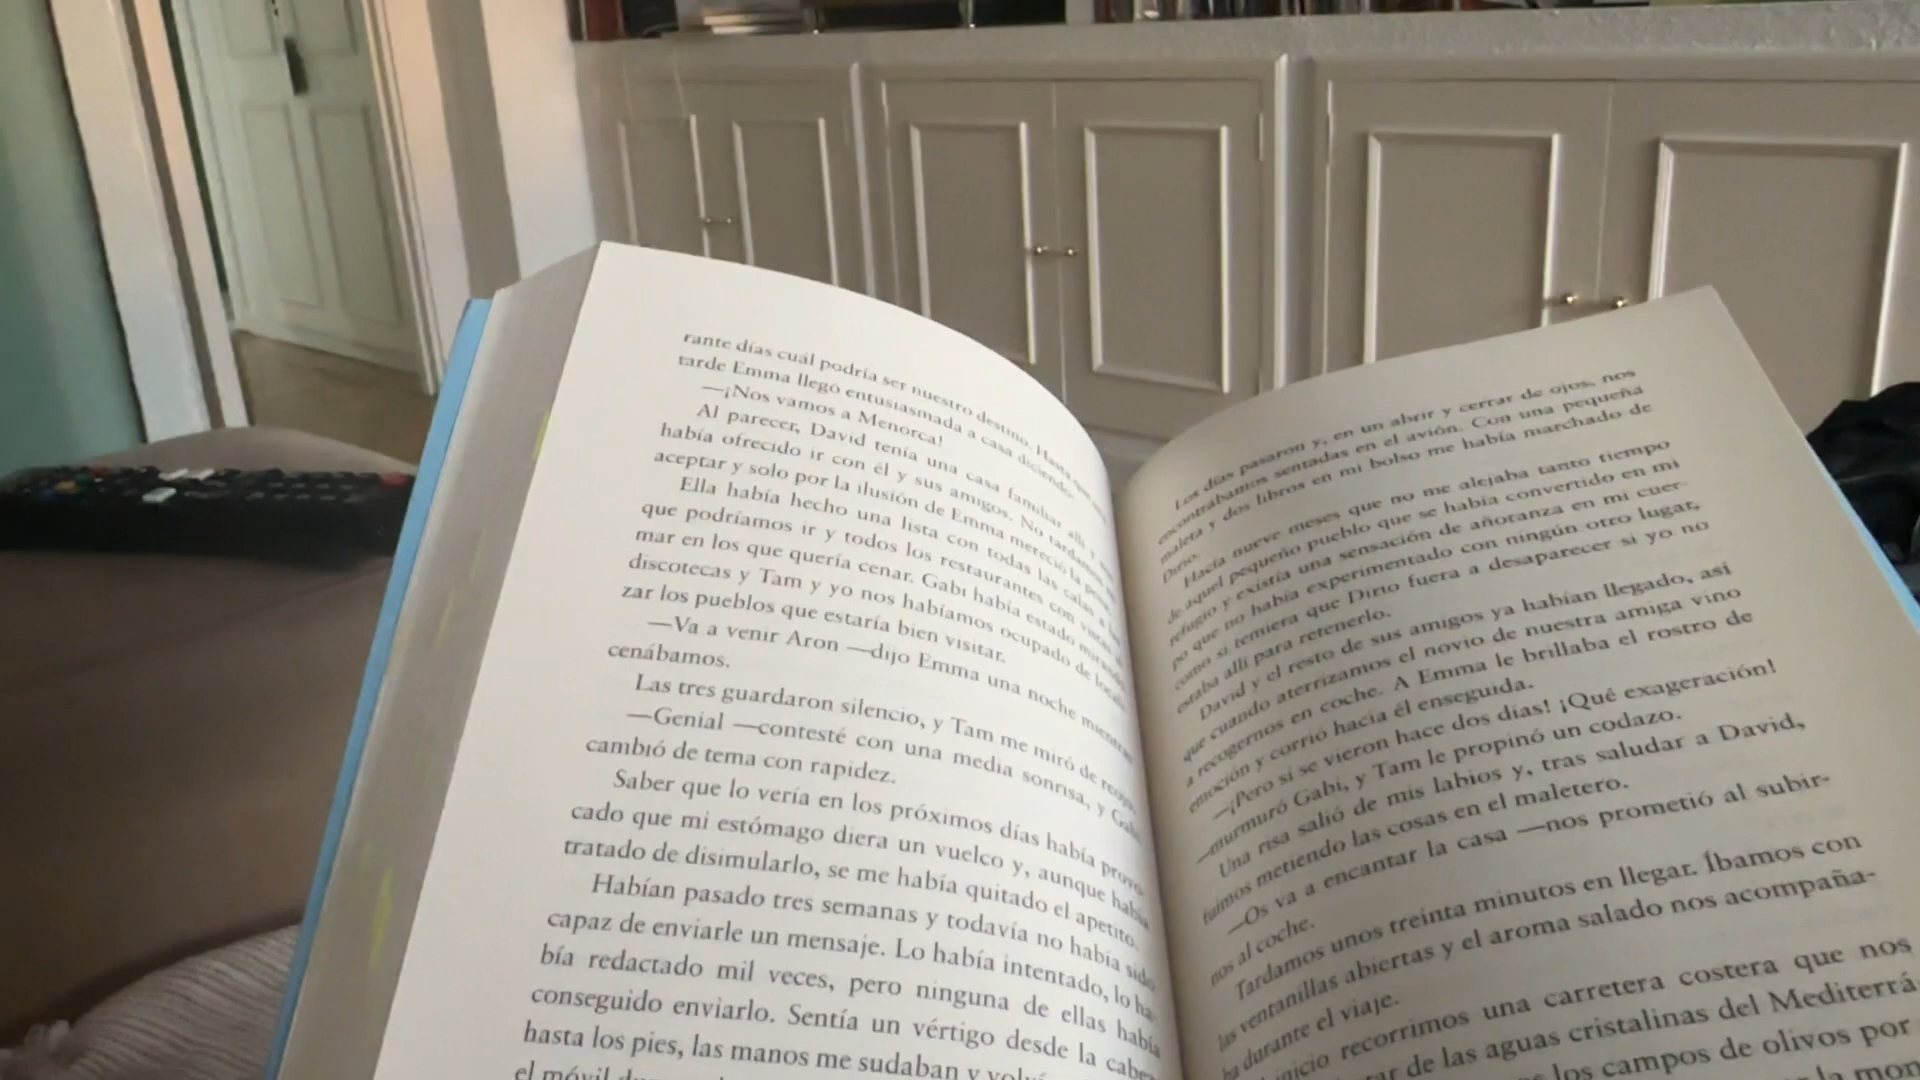 rante días cuál podría ser nuestro destino. Hasta que una
tarde Emma llegó entusiasmada a casa diciendo:
—¡Nos vamos a Menorca!
Al parecer, David tenía una casa familiar allí y
había ofrecido ir con él y sus amigos. No tardamos en
aceptar y solo por la ilusión de Emma mereció la pena.
Ella había hecho una lista con todas las calas a las
que podríamos ir y todos los restaurantes con vistas al
mar en los que quería cenar. Gabi había estado mirando
discotecas y Tam y yo nos habíamos ocupado de locali-
zar los pueblos que estaría bien visitar.
—Va a venir Aron —dijo Emma una noche mientras
cenábamos.
Las tres guardaron silencio, y Tam me miró de reojo.
—Genial —contesté con una media sonrisa, y Gabi
cambió de tema con rapidez.
Saber que lo vería en los próximos días había provo-
cado que mi estómago diera un vuelco y, aunque había
tratado de disimularlo, se me había quitado el apetito.
Habían pasado tres semanas y todavía no había sido
capaz de enviarle un mensaje. Lo había intentado, lo ha-
bía redactado mil veces, pero ninguna de ellas había
conseguido enviarlo. Sentía un vértigo desde la cabeza
hasta los pies, las manos me sudaban y
el móvil
Los días pasaron y, en un abrir y cerrar de ojos, nos
encontrábamos sentadas en el avión. Con una pequeña
maleta y dos libros en mi bolso me había marchado de
Dirio.
Hacía nueve meses que no me alejaba tanto tiempo
de aquel pequeño pueblo que se había convertido en mi
refugio y existía una sensación de añoranza en mi cuer-
po que no había experimentado con ningún otro lugar,
como si temiera que Dirio fuera a desaparecer si yo no
estaba allí para retenerlo.
David y el resto de sus amigos ya habían llegado, así
que cuando aterrizamos el novio de nuestra amiga vino
a recogernos en coche. A Emma le brillaba el rostro de
emoción y corrió hacia él enseguida.
—¡Pero si se vieron hace dos días! ¡Qué exageración!
—murmuró Gabi, y Tam le propinó un codazo.
Una risa salió de mis labios y, tras saludar a David,
fuimos metiendo las cosas en el maletero.
—Os va a encantar la casa —nos prometió al subir-
nos al coche.
Tardamos unos treinta minutos en llegar. Íbamos con
las ventanillas abiertas y el aroma salado nos acompaña-
ba durante el viaje.
inicio recorrimos una carretera costera que nos
de las aguas cristalinas del Mediterrá
los campos de olivos por
la mon